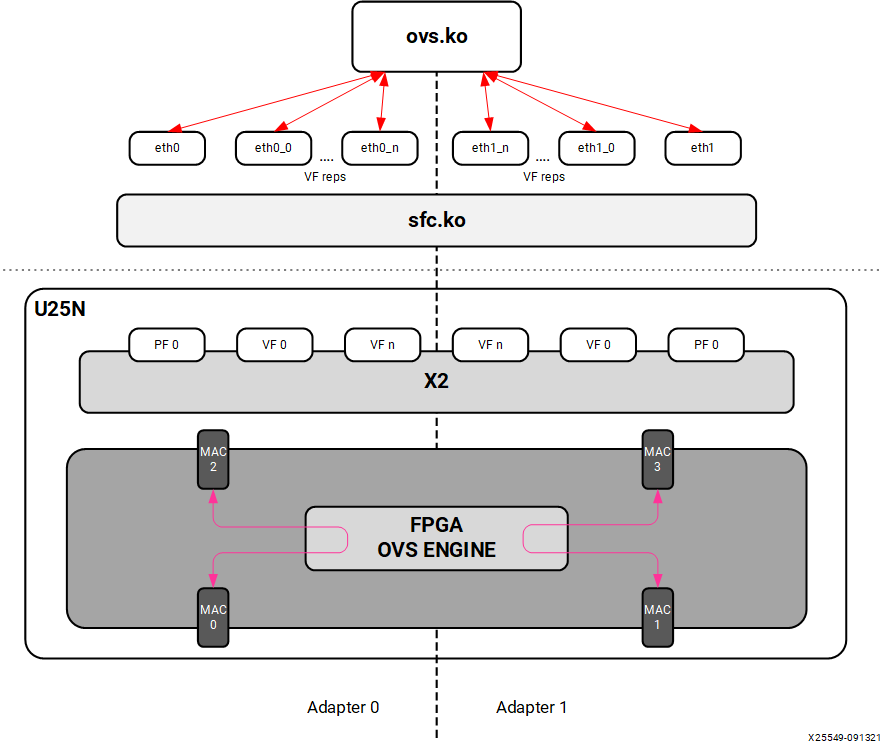 ovs.ko
eth0
eth0_0
....
eth0_n
eth1_n
....
eth1_0
eth1
VF reps
VF reps
sfc.ko
U25N
PF 0
VF 0
VF n
VF n
VF 0
PF 0
X2
MAC
2
MAC
3
FPGA
OVS ENGINE
MAC
0
MAC
1
Adapter 0
Adapter 1
X25549-091321